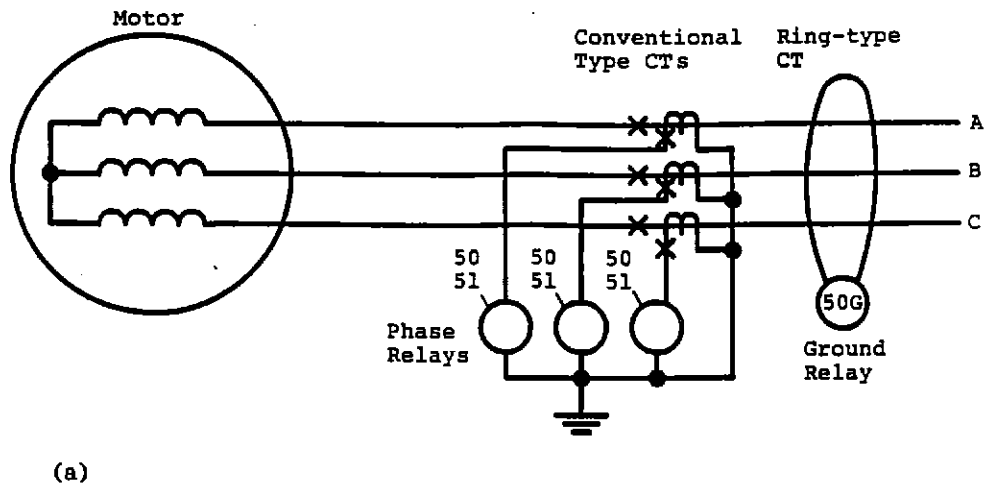 Motor
Conventional
Type CTs
Ring-type
CT
A
B
C
50
51
50
51
50
51
50G
Phase
Relays
Ground
Relay
(a)